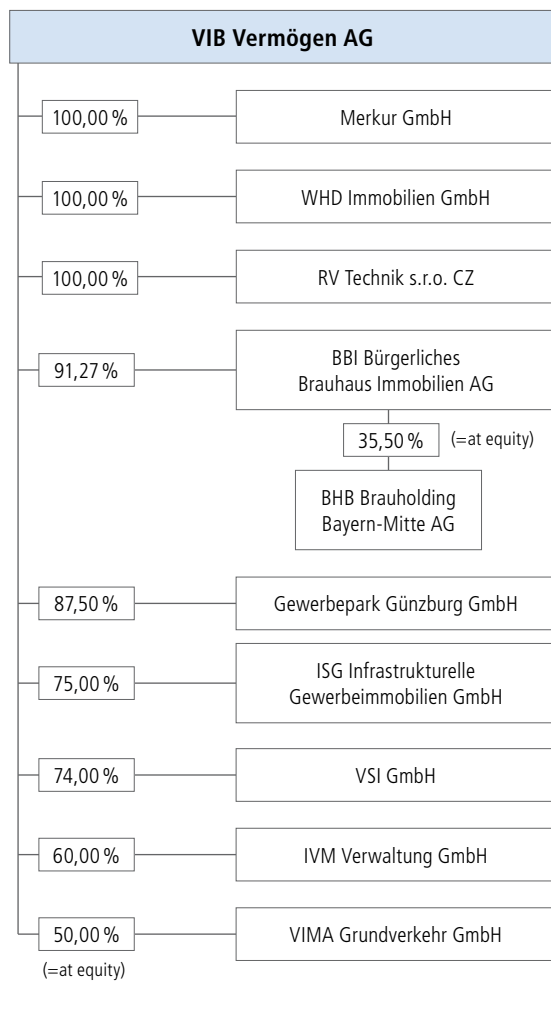 VIB Vermögen AG
100,00 %
Merkur GmbH
100,00 %
WHD Immobilien GmbH
100,00 %
RV Technik s.r.o. CZ
91,27 %
BBI Bürgerliches
Brauhaus Immobilien AG
35,50 %
(=at equity)
BHB Brauholding
Bayern-Mitte AG
87,50 %
Gewerbepark Günzburg GmbH
75,00 %
ISG Infrastrukturelle
Gewerbeimmobilien GmbH
74,00 %
VSI GmbH
60,00 %
IVM Verwaltung GmbH
50,00 %
VIMA Grundverkehr GmbH
(=at equity)